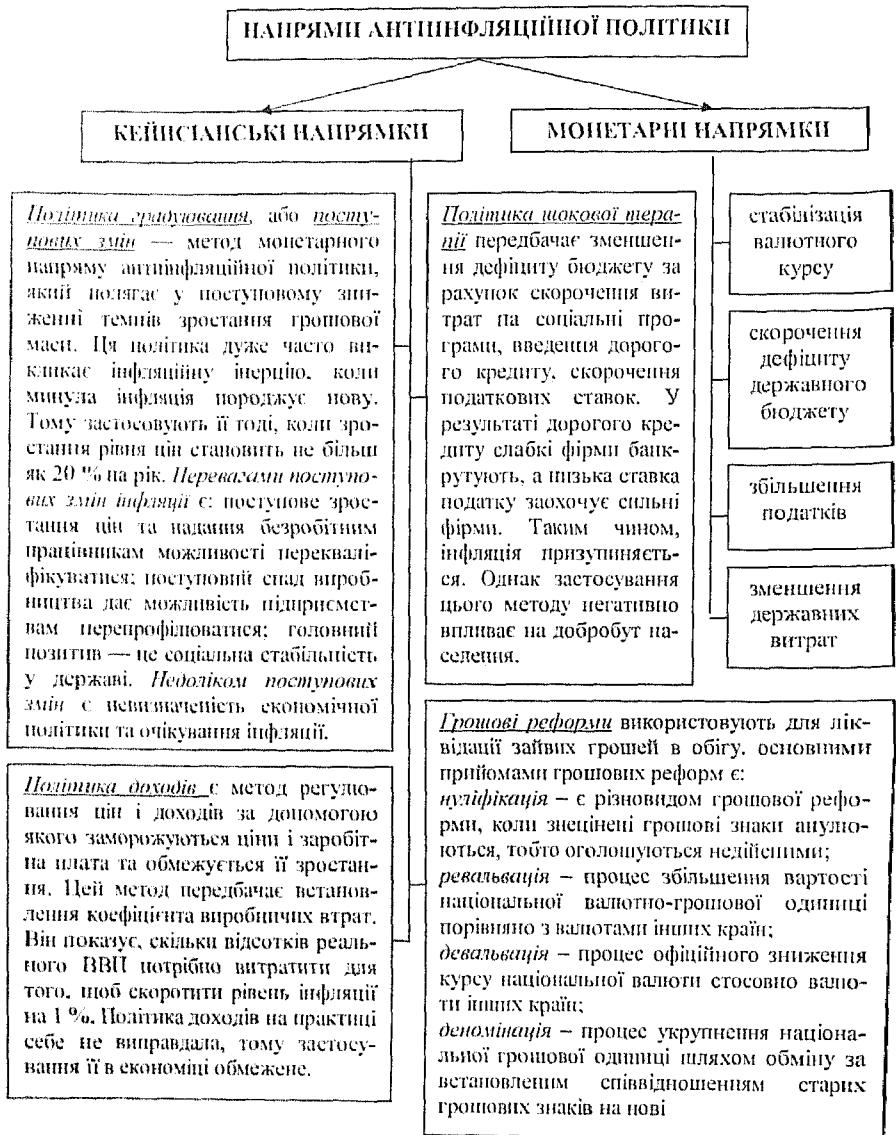 НАПРЯМИ АНТИІНФЛЯЦІЙНОЇ ПОЛІТИКИ
КЕЙНСІАНСЬКІ НАПРЯМКИ
МОНЕТАРНІ НАПРЯМКИ
Політика градуювання, або посту-
пових змін — метод монетарного
напряму антиінфляційної політики,
який полягає у поступовому зни-
женні темпів зростання грошової
маси. Ця політика дуже часто ви-
кликає інфляційну інерцію, коли
минула інфляція породжує нову.
Тому застосовують її тоді, коли зро-
стання рівня цін становить не більш
як 20 % на рік. Перевагами поступо-
вих змін інфляції є: поступове зрос-
тання цін та надання безробітним
працівникам можливості перекваліфі-
фікуватися; поступовий спад вироб-
ництва дає можливість підприємст-
вам перепрофілюватися; головний
позитив — це соціальна стабільність
у державі. Недоліком поступових
змін є невизначеність економічної
політики та очікування інфляції.
Політика доходів є метод регулю-
вання цін і доходів за допомогою
якого заморожуються ціни і заробіт-
на плата та обмежується її зростан-
ня. Цей метод передбачає встанов-
лення коефіцієнта виробничих втрат.
Він показує, скільки відсотків реаль-
ного ВВП потрібно витратити для
того, щоб скоротити рівень інфляції
на 1 %. Політика доходів на практиці
себе не виправдала, тому застосу-
вання її в економіці обмежене.
Політика шокової тера-
пії передбачає зменшен-
ня дефіциту бюджету за
рахунок скорочення ви-
трат на соціальні про-
грами, введення дорого-
го кредиту, скорочення
податкових ставок. У
результаті дорогого кре-
диту слабкі фірми банк-
рутують, а низька ставка
податку заохочує сильні
фірми. Таким чином,
інфляція призупиняєть-
ся. Однак застосування
цього методу негативно
впливає на добробут на-
селення.
Грошові реформи використовують для лік-
відації зайвих грошей в обігу, основними
прийомами грошових реформ є:
нуліфікація – є різновидом грошової рефор-
ми, коли знецінені грошові знаки анулю-
ються, тобто оголошуються недійсними;
ревальвація – процес збільшення вартості
національної валютно-грошової одиниці
порівняно з валютами інших країн;
девальвація – процес офіційного зниження
курсу національної валюти стосовно валю-
ти інших країн;
деномінація – процес укрупнення націона-
льної грошової одиниці шляхом обміну за
встановленим співвідношенням старих
грошових знаків на нові
стабілізація
валютного
курсу
скорочення
дефіциту
державного
бюджету
збільшення
податків
зменшення
державних
витрат